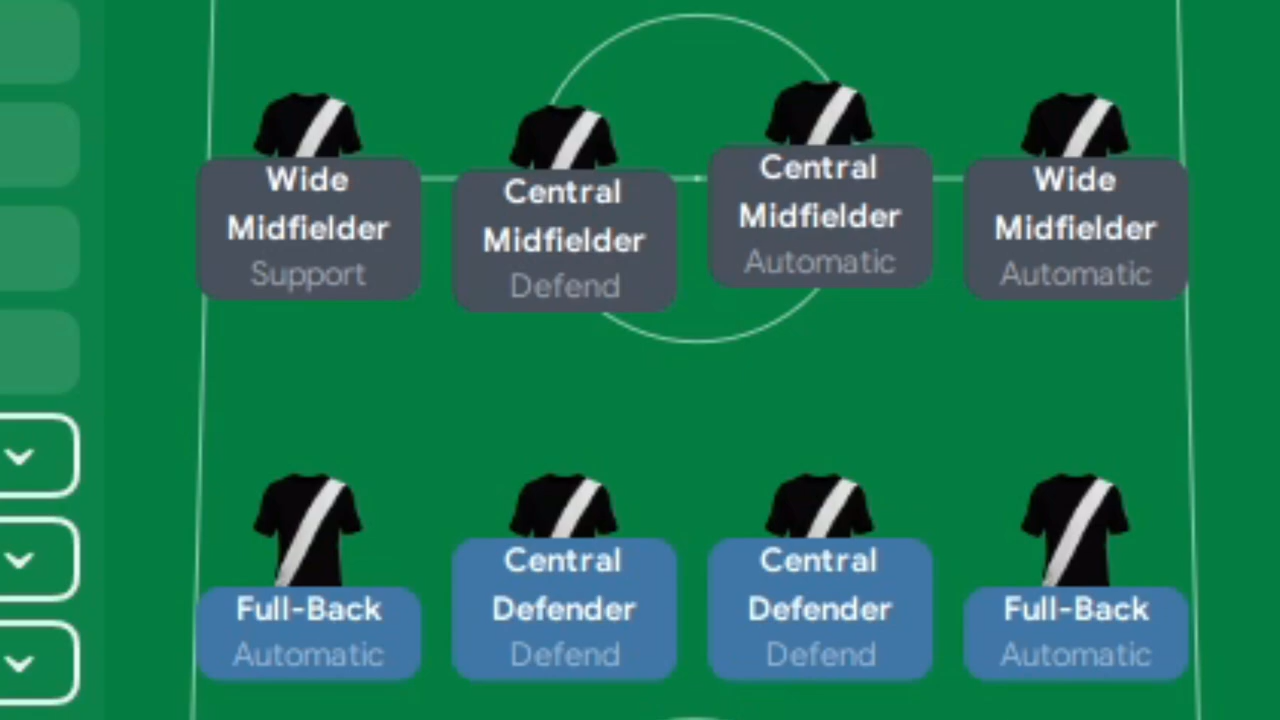 Wide
Midfielder
Support
Central
Midfielder
Defend
Central
Midfielder
Automatic
Wide
Midfielder
Automatic
Full-Back
Automatic
Central
Defender
Defend
Central
Defender
Defend
Full-Back
Automatic